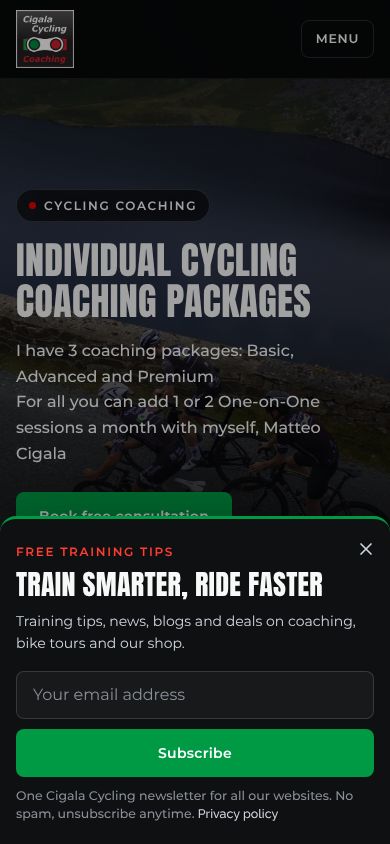 Cigala
Cycling
Coaching
MENU
CYCLING COACHING
INDIVIDUAL CYCLING
COACHING PACKAGES
I have 3 coaching packages: Basic,
Advanced and Premium
For all you can add 1 or 2 One-on-One
sessions a month with myself, Matteo
Cigala
Book free consultation
FREE TRAINING TIPS
TRAIN SMARTER, RIDE FASTER
Training tips, news, blogs and deals on coaching,
bike tours and our shop.
Your email address
Subscribe
One Cigala Cycling newsletter for all our websites. No
spam, unsubscribe anytime. Privacy policy